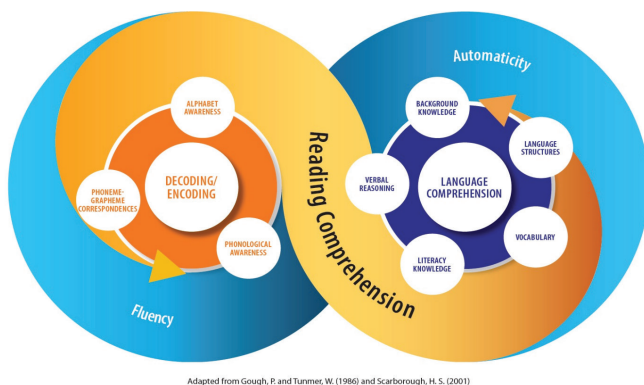 ALPHABET
AWARENESS
DECODING/
ENCODING
PHONEME-
GRAPHEME
CORRESPONDENCES
PHONOLOGICAL
AWARENESS
Fluency
Reading Comprehension
Automaticity
BACKGROUND
KNOWLEDGE
LANGUAGE
STRUCTURES
VERBAL
REASONING
LANGUAGE
COMPREHENSION
VOCABULARY
LITERACY
KNOWLEDGE
Adapted from Gough, P. and Tunmer, W. (1986) and Scarborough, H. S. (2001)